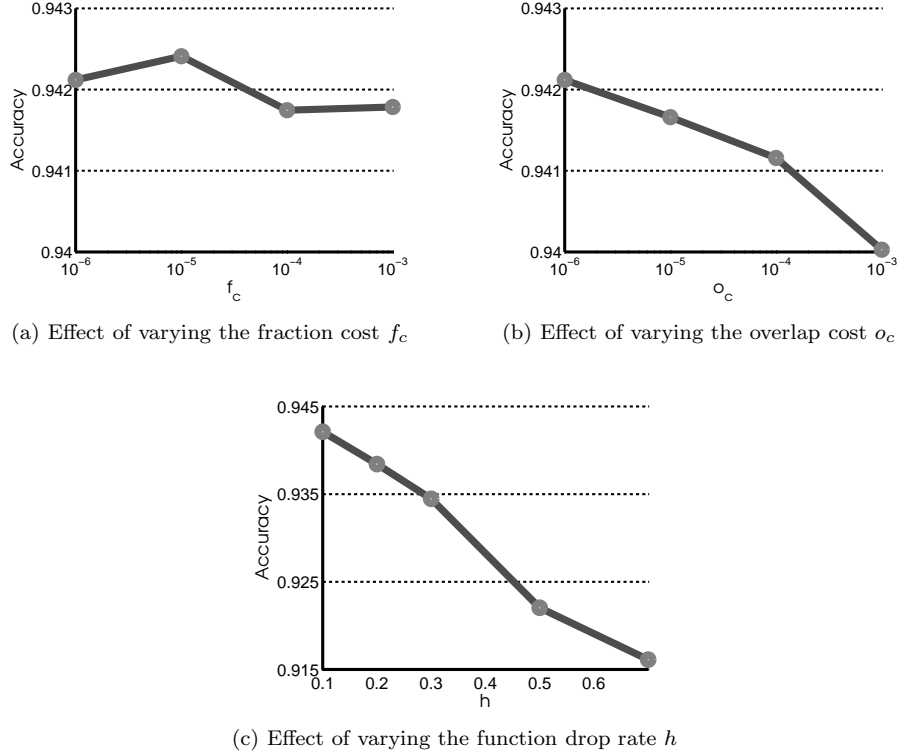 0.943
0.942
0.941
0.94
Accuracy
10^-6 10^-5 10^-4 10^-3
f_c
(a) Effect of varying the fraction cost f_c
0.943
0.942
0.941
0.94
Accuracy
10^-6 10^-5 10^-4 10^-3
o_c
(b) Effect of varying the overlap cost o_c
0.945
0.935
0.925
0.915
Accuracy
0.1 0.2 0.3 0.5 0.6
h
(c) Effect of varying the function drop rate h